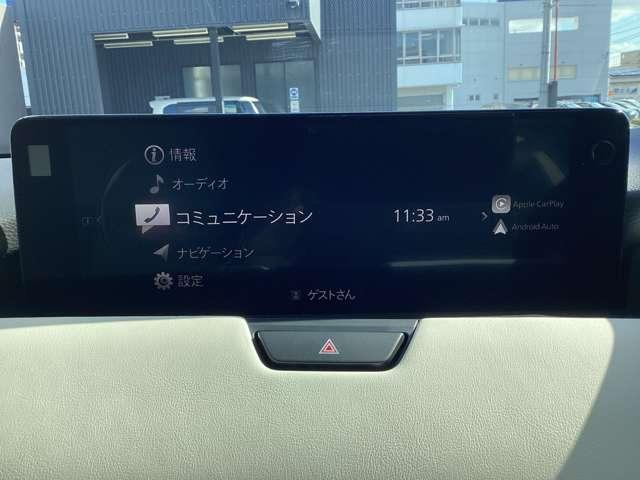 情報
オーディオ
コミュニケーション
11:33 am
Apple CarPlay
Android Auto
ナビゲーション
設定
ゲストさん